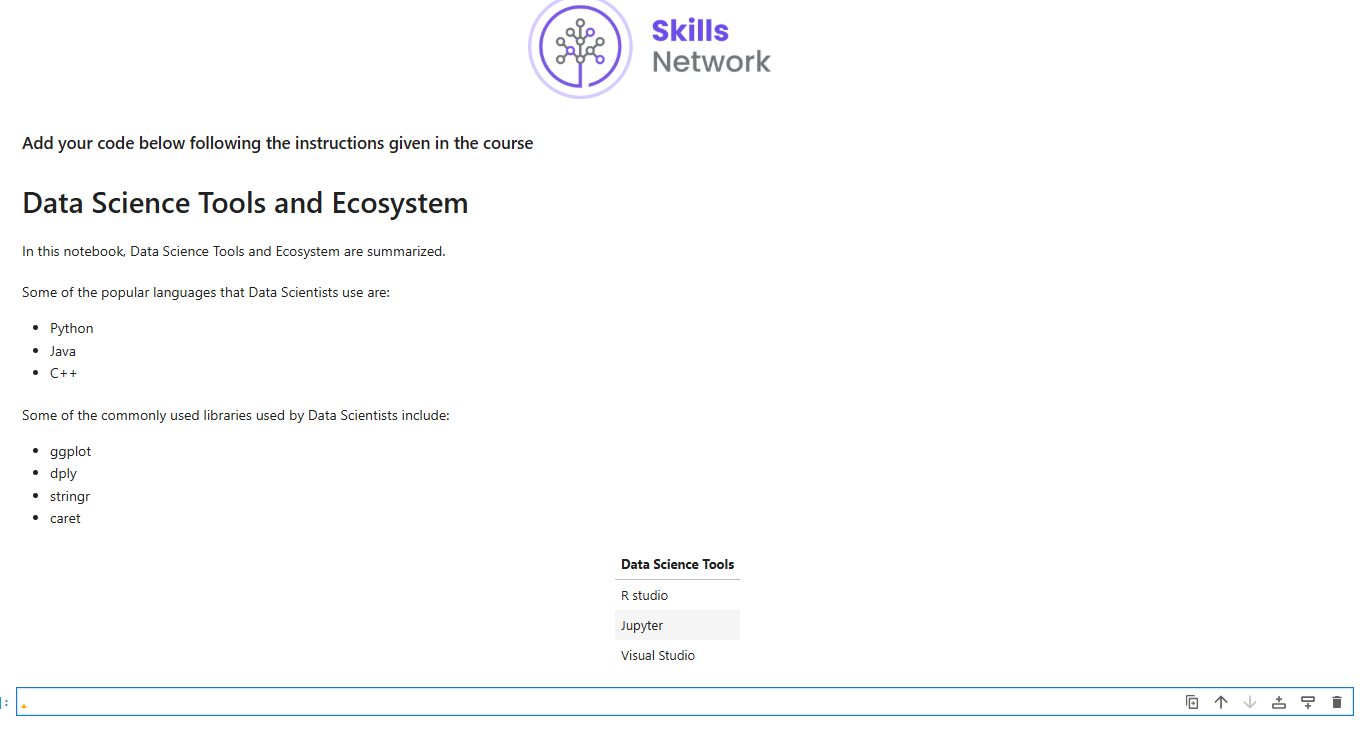 Skills
Network
Add your code below following the instructions given in the course
Data Science Tools and Ecosystem
In this notebook, Data Science Tools and Ecosystem are summarized.
Some of the popular languages that Data Scientists use are:
• Python
• Java
• C++
Some of the commonly used libraries used by Data Scientists include:
• ggplot
• dply
• stringr
• caret
Data Science Tools
R studio
Jupyter
Visual Studio
]: